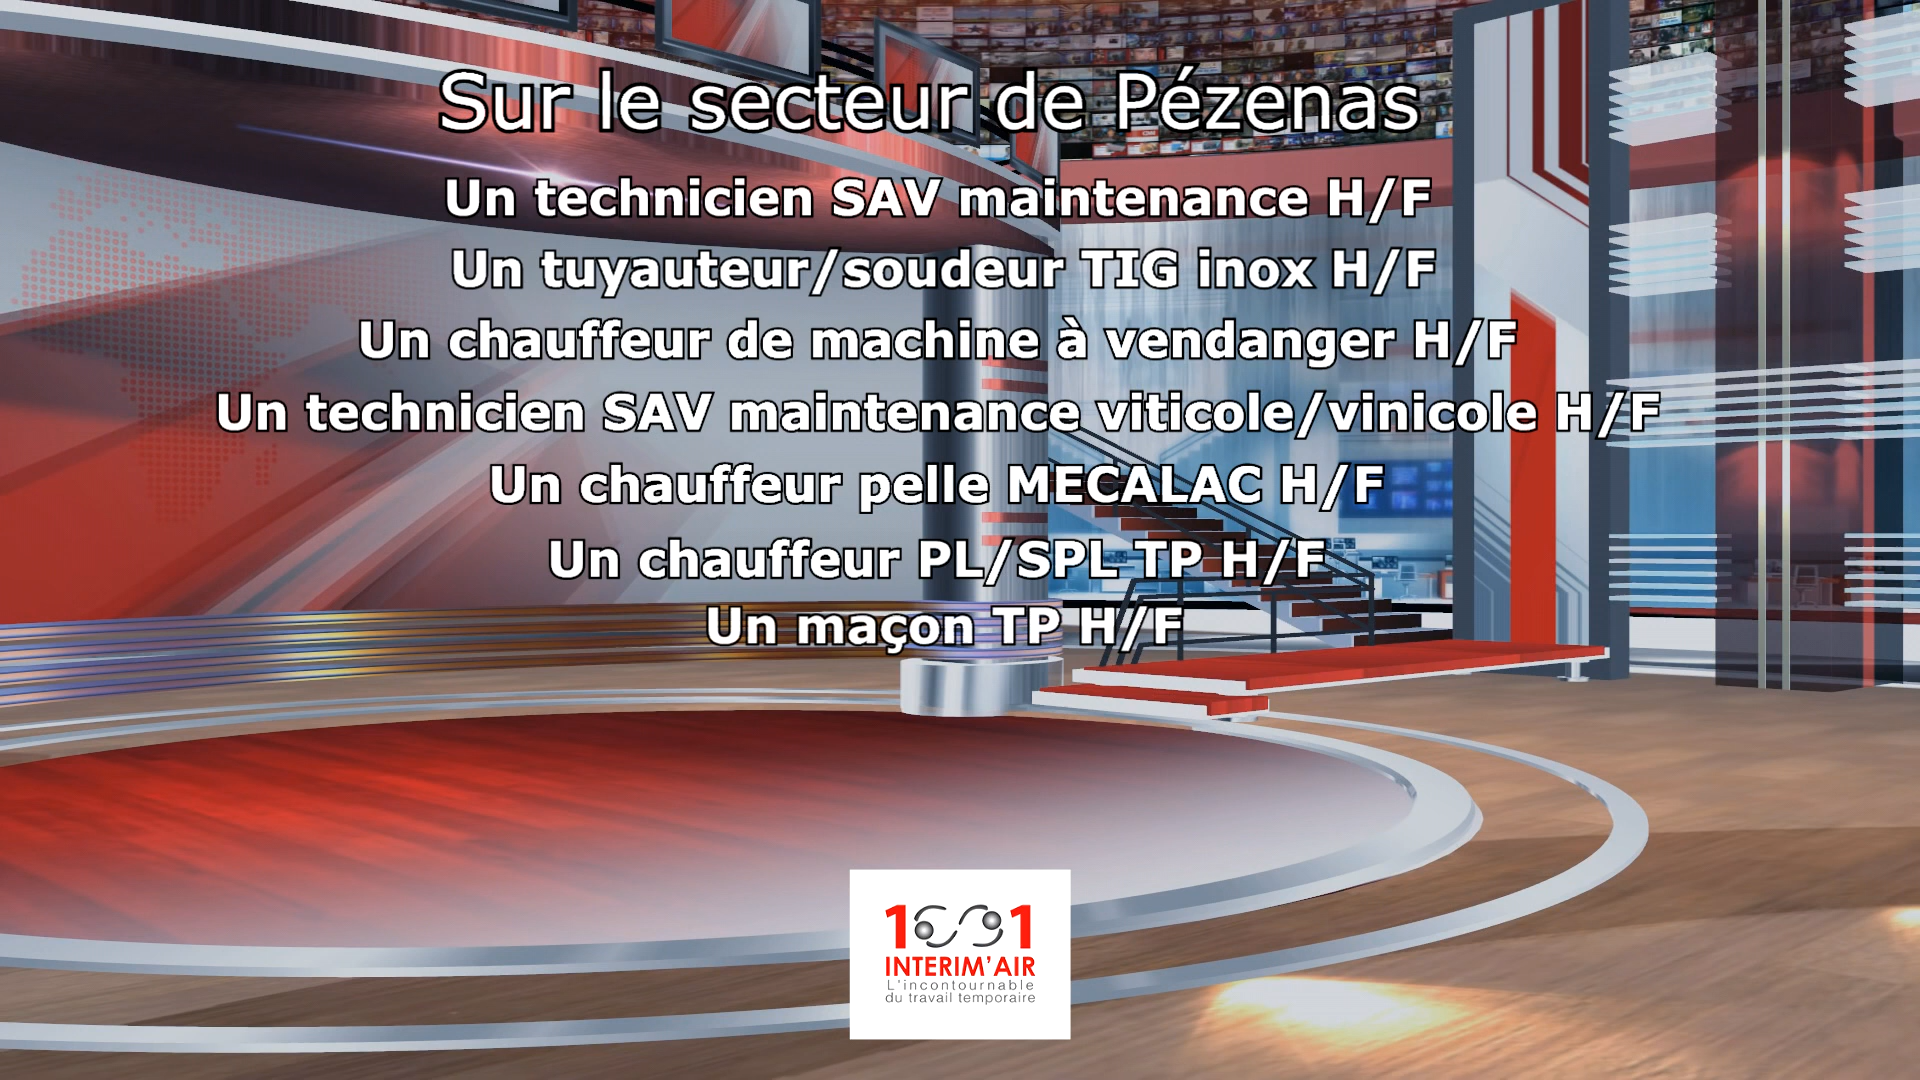 Sur le secteur de Pézenas
Un technicien SAV maintenance H/F
Un tuyauteur/soudeur TIG inox H/F
Un chauffeur de machine à vendanger H/F
Un technicien SAV maintenance viticole/vinicole H/F
Un chauffeur pelle MECALAC H/F
Un chauffeur PL/SPL TP H/F
Un maçon TP H/F
1001
INTERIM'AIR
L'incontournable
du travail temporaire